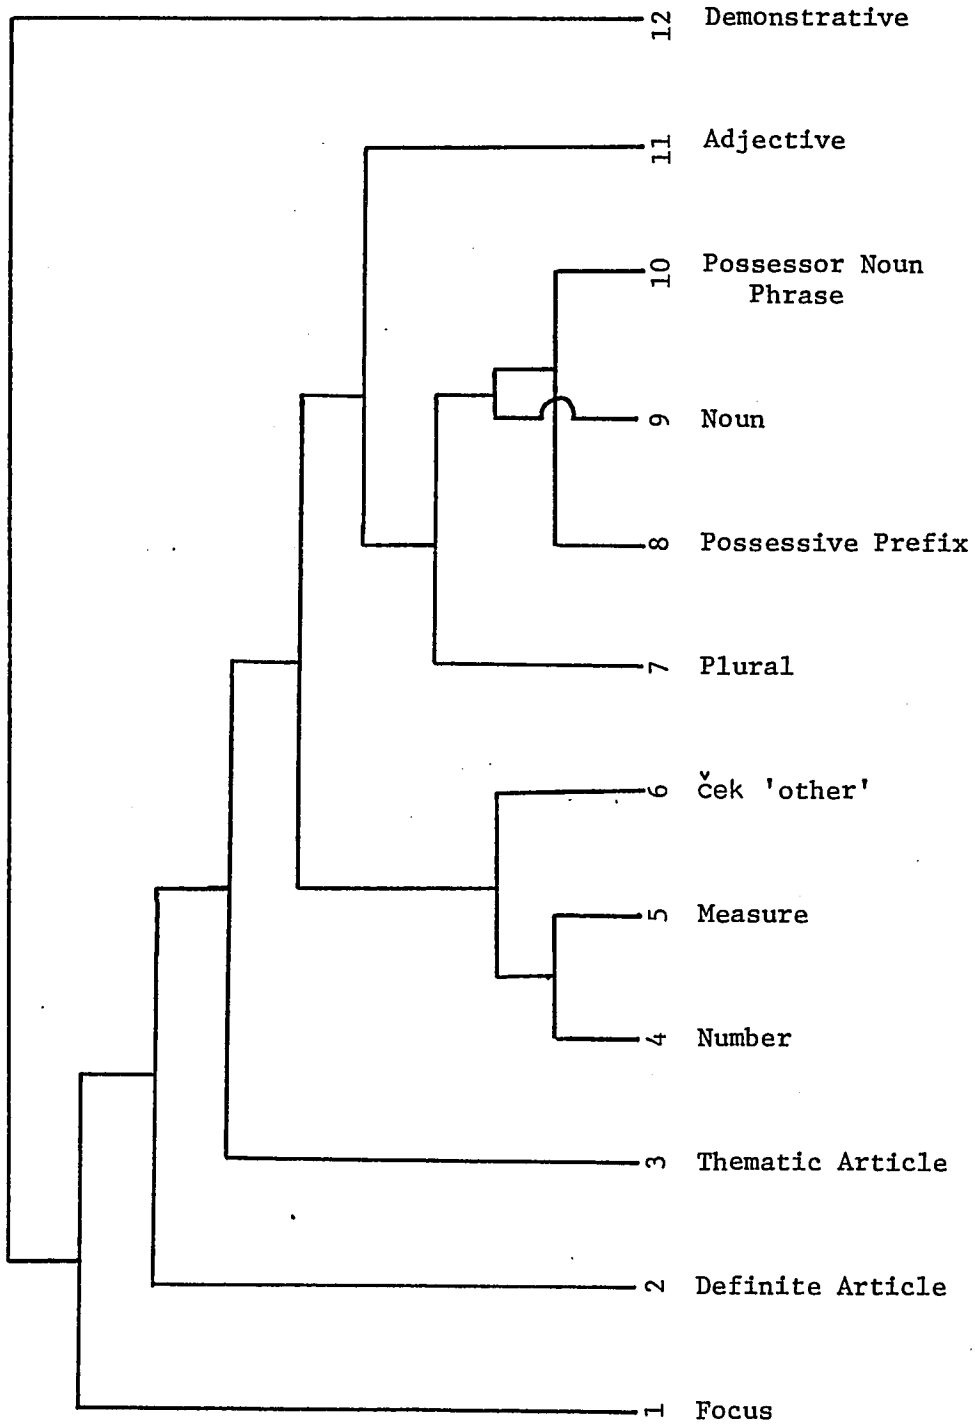 12 Demonstrative
11 Adjective
10 Possessor Noun
Phrase
9 Noun
8 Possessive Prefix
7 Plural
6 ček 'other'
5 Measure
4 Number
3 Thematic Article
2 Definite Article
1 Focus